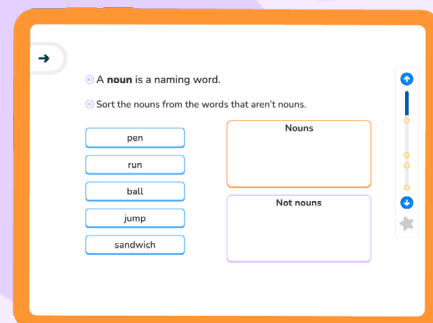 A noun is a naming word.
Sort the nouns from the words that aren't nouns.
pen
run
ball
jump
sandwich
Nouns
Not nouns